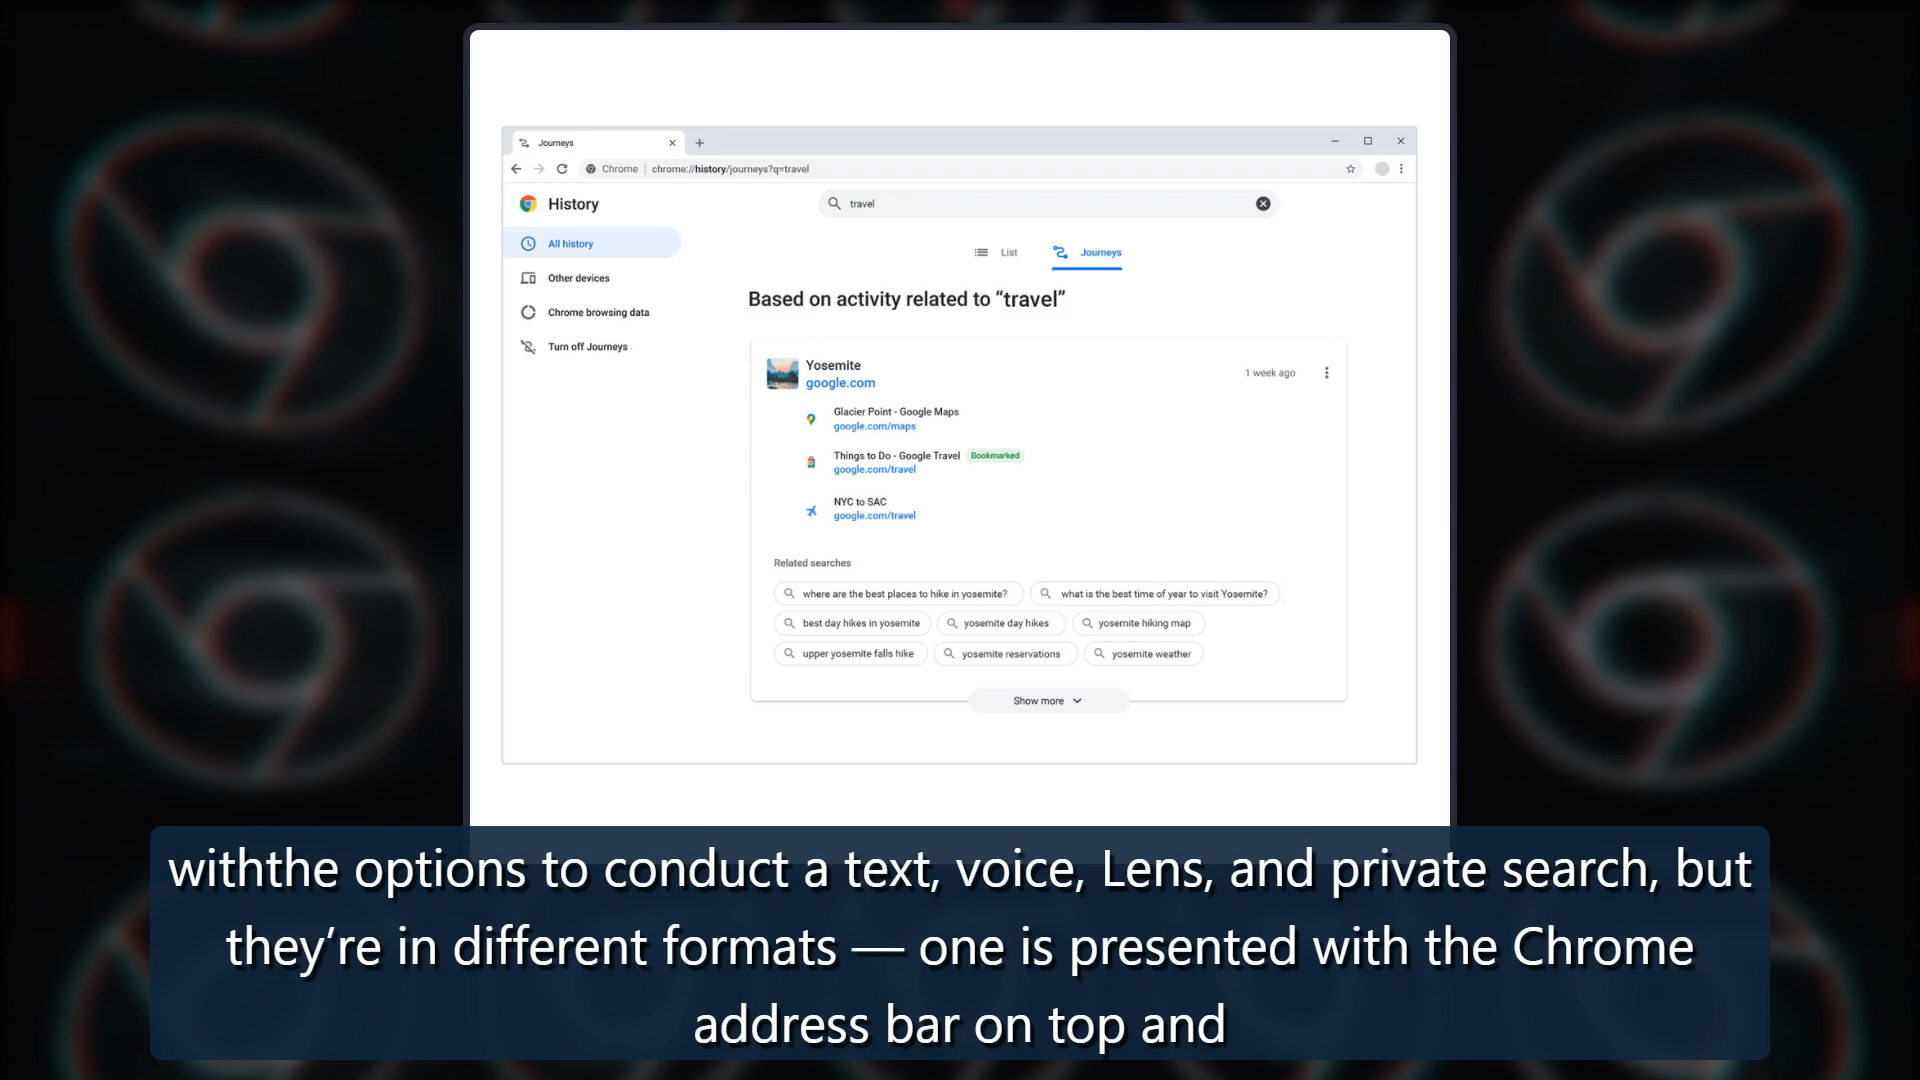 Journeys
Chrome chrome://history/journeys?q=travel
History
travel
All history
Other devices
Chrome browsing data
Turn off Journeys
List
Journeys
Based on activity related to “travel”
Yosemite
google.com
1 week ago
Glacier Point - Google Maps
google.com/maps
Things to Do - Google Travel Bookmarked
google.com/travel
NYC to SAC
google.com/travel
Related searches
where are the best places to hike in yosemite?
what is the best time of year to visit Yosemite?
best day hikes in yosemite
yosemite day hikes
yosemite hiking map
upper yosemite falls hike
yosemite reservations
yosemite weather
Show more
withthe options to conduct a text, voice, Lens, and private search, but
they’re in different formats — one is presented with the Chrome
address bar on top and